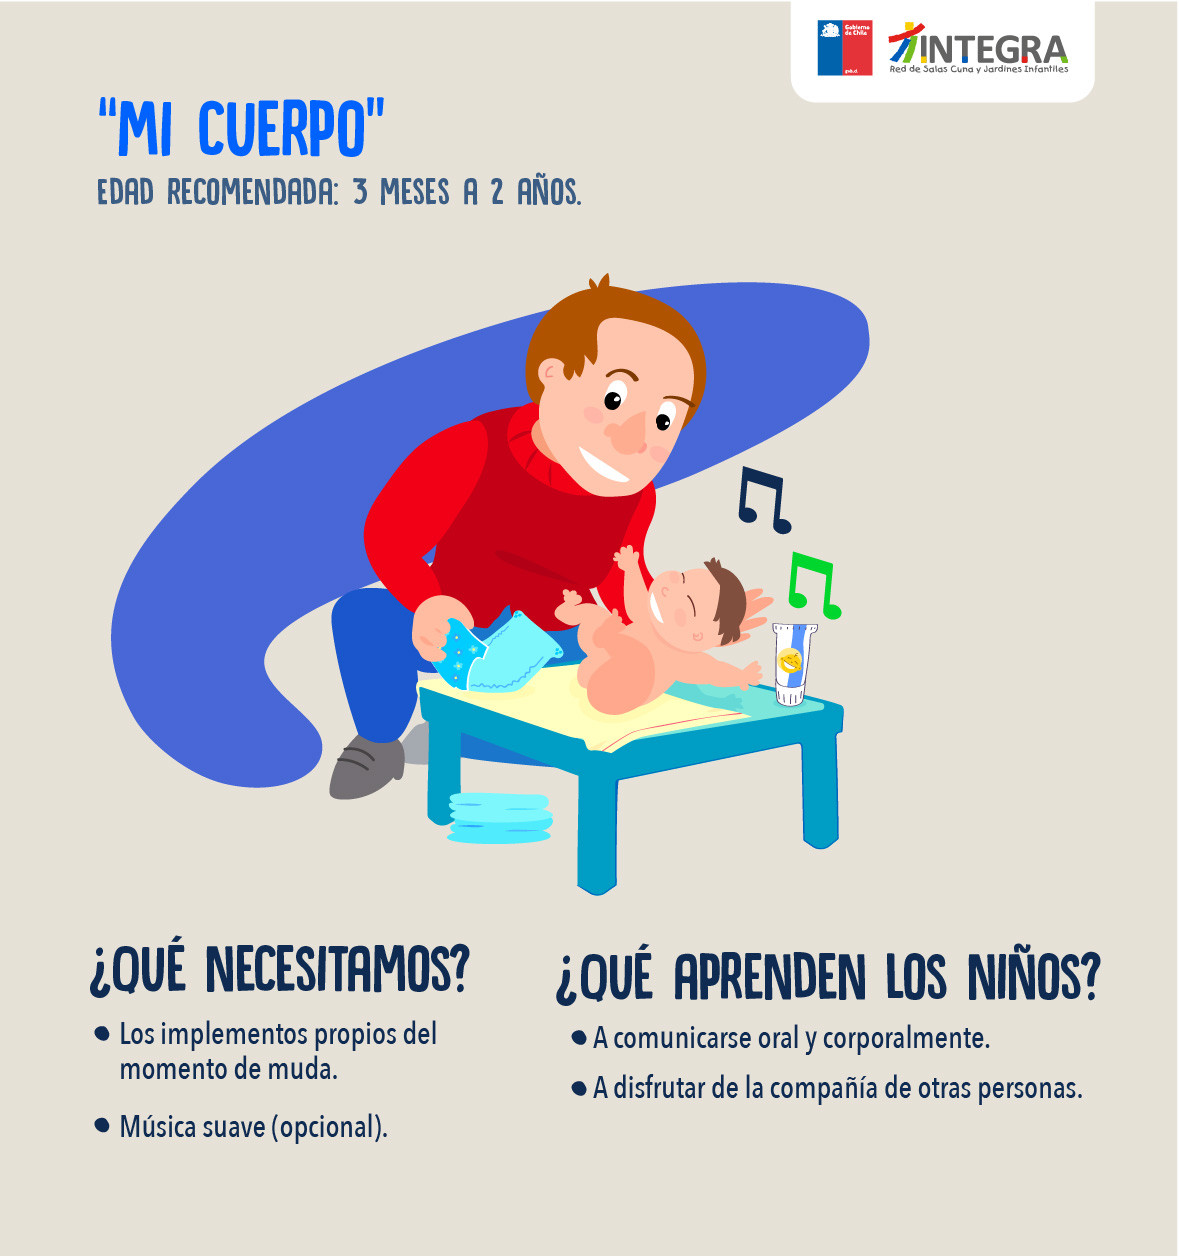 Gobierno
de Chile
gob.cl
INTEGRA
Red de Salas Cuna y Jardines Infantiles
"MI CUERPO"
EDAD RECOMENDADA: 3 MESES A 2 AÑOS.
¿QUÉ NECESITAMOS?
• Los implementos propios del
momento de muda.
• Música suave (opcional).
¿QUÉ APRENDEN LOS NIÑOS?
• A comunicarse oral y corporalmente.
• A disfrutar de la compañía de otras personas.